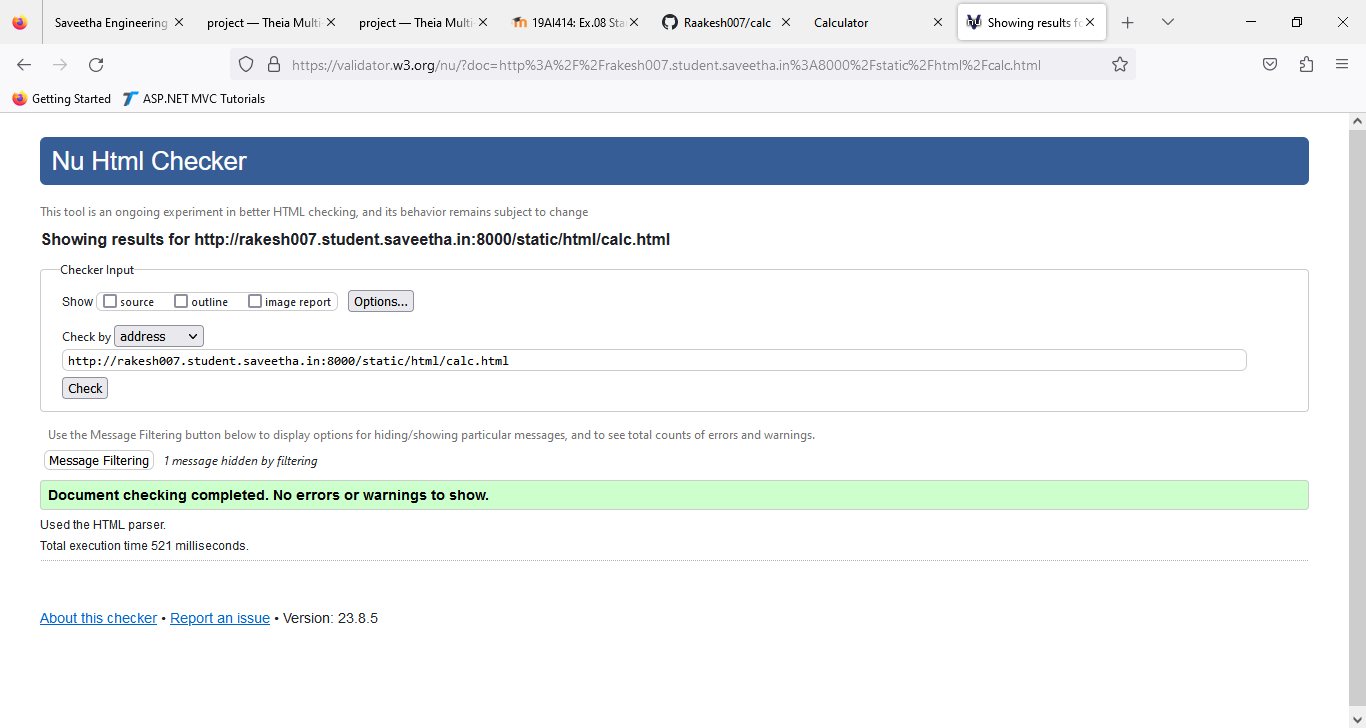 Saveetha Engineering project — Theia Multi project — Theia Multi 19AI414: Ex.08 Sta Raakesh007/calc Calculator Showing results fo
https://validator.w3.org/nu/?doc=http%3A%2F%2Frakesh007.student.saveetha.in%3A8000%2Fstatic%2Fhtml%2Fcalc.html
Getting Started ASP.NET MVC Tutorials
Nu Html Checker
This tool is an ongoing experiment in better HTML checking, and its behavior remains subject to change
Showing results for http://rakesh007.student.saveetha.in:8000/static/html/calc.html
Checker Input
Show source outline image report Options...
Check by address
http://rakesh007.student.saveetha.in:8000/static/html/calc.html
Check
Use the Message Filtering button below to display options for hiding/showing particular messages, and to see total counts of errors and warnings.
Message Filtering 1 message hidden by filtering
Document checking completed. No errors or warnings to show.
Used the HTML parser.
Total execution time 521 milliseconds.
About this checker • Report an issue • Version: 23.8.5